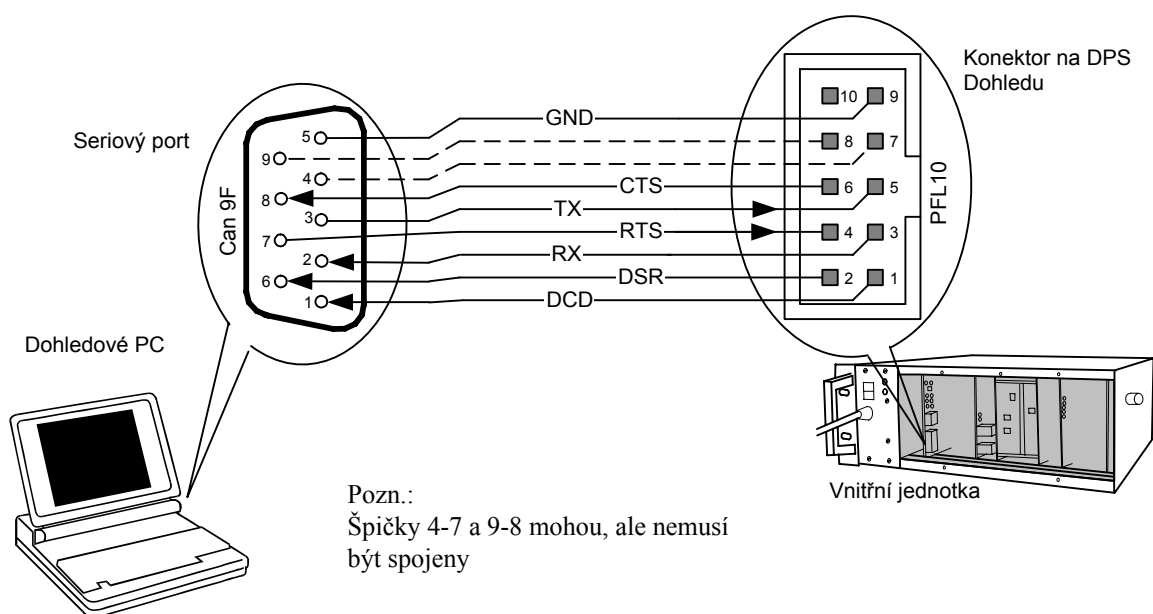 Konektor na DPS
Dohledu
Seriový port
Can 9F
5
9
4
8
3
7
2
6
1
GND
CTS
TX
RTS
RX
DSR
DCD
10 9
8 7
6 5
4 3
2 1
PFL10
Dohledové PC
Vnitřní jednotka
Pozn.:
Špičky 4-7 a 9-8 mohou, ale nemusí
být spojeny